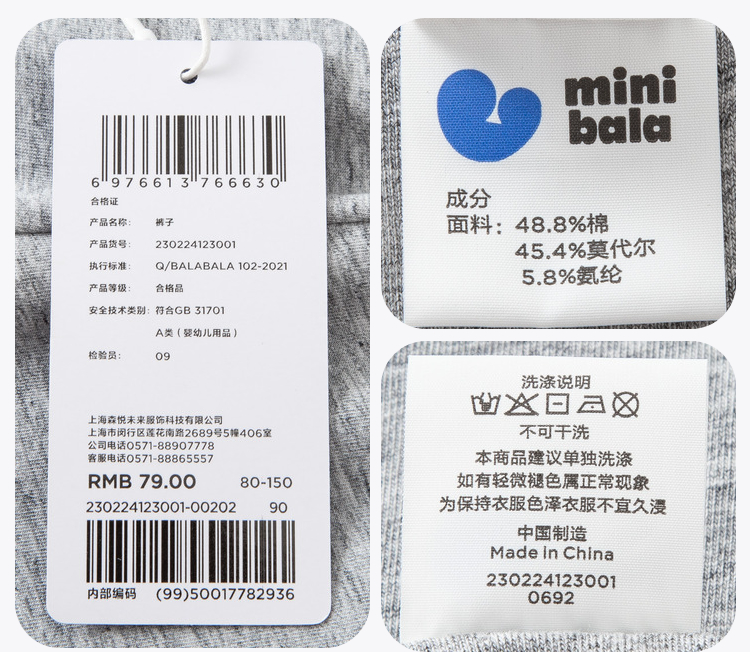 6 976613 766630
合格证
产品名称： 裤子
产品货号： 230224123001
执行标准： Q/BALABALA 102-2021
产品等级： 合格品
安全技术类别：符合GB 31701
A类（婴幼儿用品）
检验员： 09
上海森悦未来服饰科技有限公司
上海市闵行区莲花南路2689号5幢406室
公司电话0571-88907778
客服电话0571-88865557
RMB 79.00 80-150
230224123001-00202 90
内部编码 (99)50017782936
mini
bala
成分
面料：48.8%棉
45.4%莫代尔
5.8%氨纶
洗涤说明
不可干洗
本商品建议单独洗涤
如有轻微褪色属正常现象
为保持衣服色泽衣服不宜久浸
中国制造
Made in China
230224123001
0692